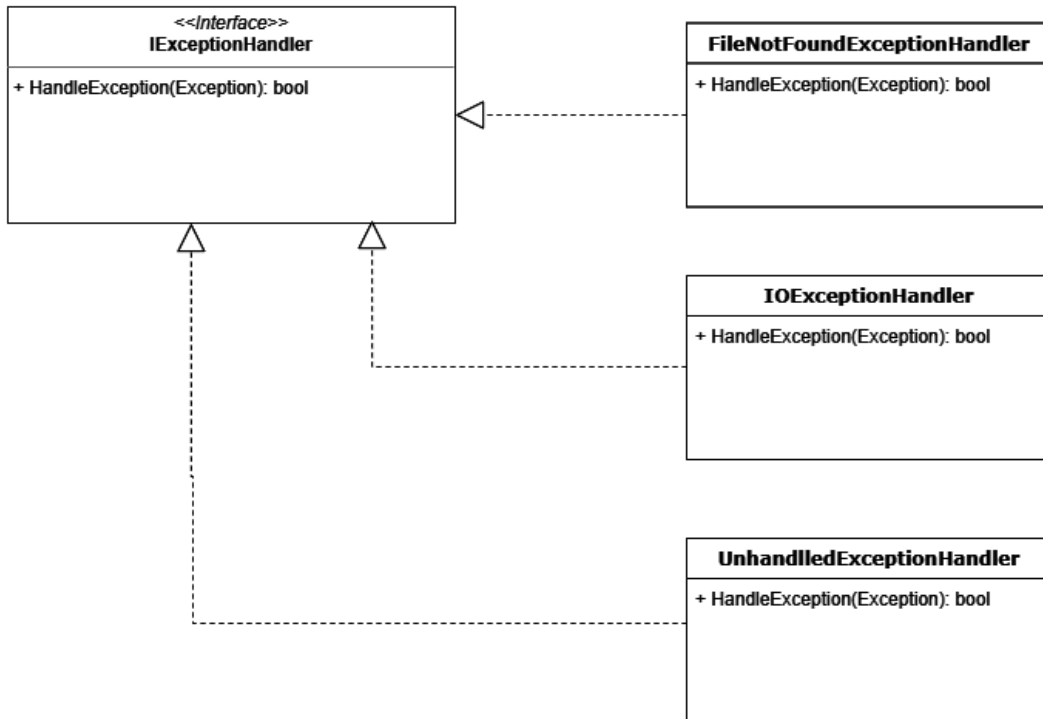 <<Interface>>
IExceptionHandler
+ HandleException(Exception): bool
FileNotFoundExceptionHandler
+ HandleException(Exception): bool
IOExceptionHandler
+ HandleException(Exception): bool
UnhandlledExceptionHandler
+ HandleException(Exception): bool